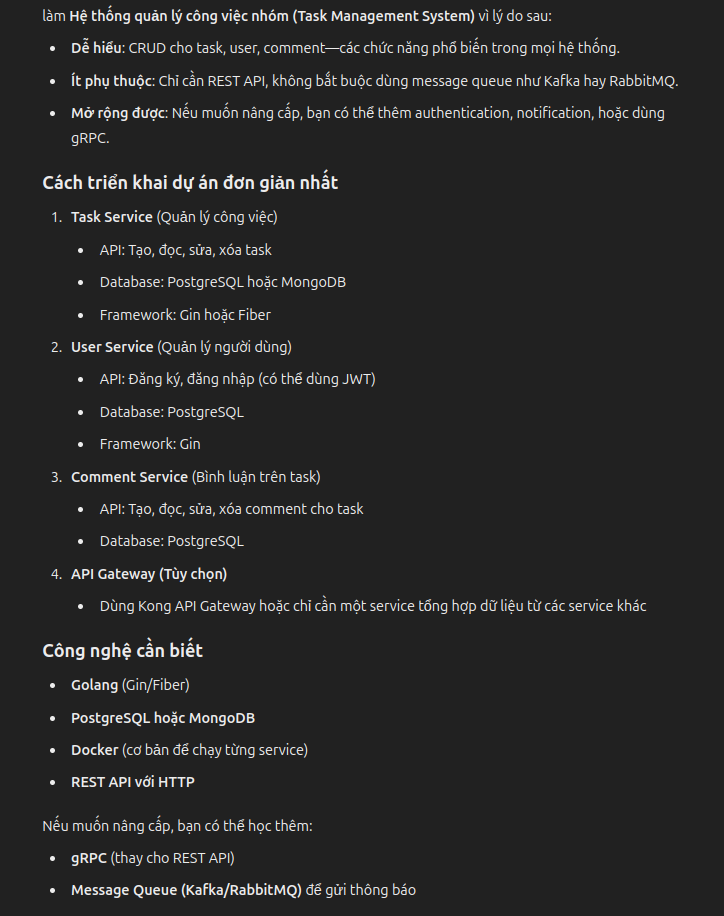 làm Hệ thống quản lý công việc nhóm (Task Management System) vì lý do sau:
• Dễ hiểu: CRUD cho task, user, comment—các chức năng phổ biến trong mọi hệ thống.
• Ít phụ thuộc: Chỉ cần REST API, không bắt buộc dùng message queue như Kafka hay RabbitMQ.
• Mở rộng được: Nếu muốn nâng cấp, bạn có thể thêm authentication, notification, hoặc dùng
gRPC.
Cách triển khai dự án đơn giản nhất
1. Task Service (Quản lý công việc)
• API: Tạo, đọc, sửa, xóa task
• Database: PostgreSQL hoặc MongoDB
• Framework: Gin hoặc Fiber
2. User Service (Quản lý người dùng)
• API: Đăng ký, đăng nhập (có thể dùng JWT)
• Database: PostgreSQL
• Framework: Gin
3. Comment Service (Bình luận trên task)
• API: Tạo, đọc, sửa, xóa comment cho task
• Database: PostgreSQL
4. API Gateway (Tùy chọn)
• Dùng Kong API Gateway hoặc chỉ cần một service tổng hợp dữ liệu từ các service khác
Công nghệ cần biết
• Golang (Gin/Fiber)
• PostgreSQL hoặc MongoDB
• Docker (cơ bản để chạy từng service)
• REST API với HTTP
Nếu muốn nâng cấp, bạn có thể học thêm:
• gRPC (thay cho REST API)
• Message Queue (Kafka/RabbitMQ) để gửi thông báo